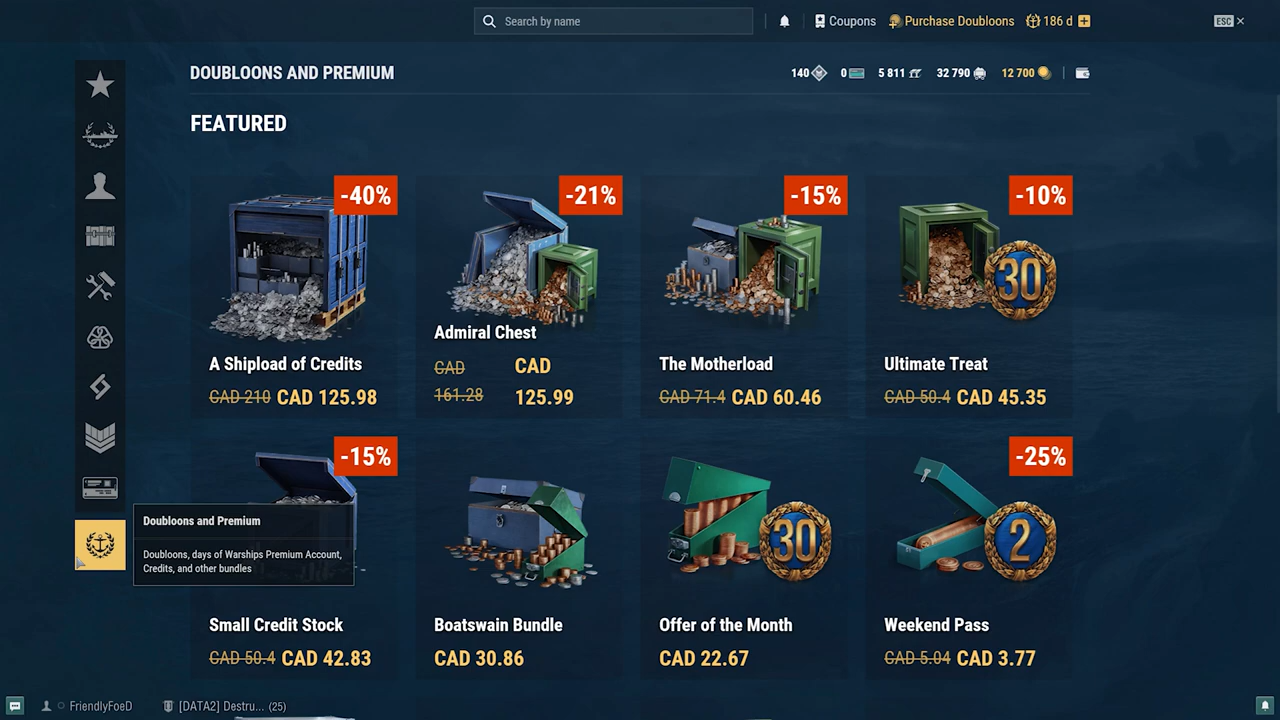 Search by name
Coupons
Purchase Doubloons
186 d
ESC
DOUBLOONS AND PREMIUM
140
0
5 811
32 790
12 700
FEATURED
-40%
A Shipload of Credits
CAD 210 CAD 125.98
-21%
Admiral Chest
CAD 161.28
CAD 125.99
-15%
The Motherload
CAD 71.4 CAD 60.46
-10%
30
Ultimate Treat
CAD 50.4 CAD 45.35
-15%
Small Credit Stock
CAD 50.4 CAD 42.83
Boatswain Bundle
CAD 30.86
30
Offer of the Month
CAD 22.67
-25%
2
Weekend Pass
CAD 5.04 CAD 3.77
Doubloons and Premium
Doubloons, days of Warships Premium Account,
Credits, and other bundles
FriendlyFoeD
[DATA2] Destru... (25)